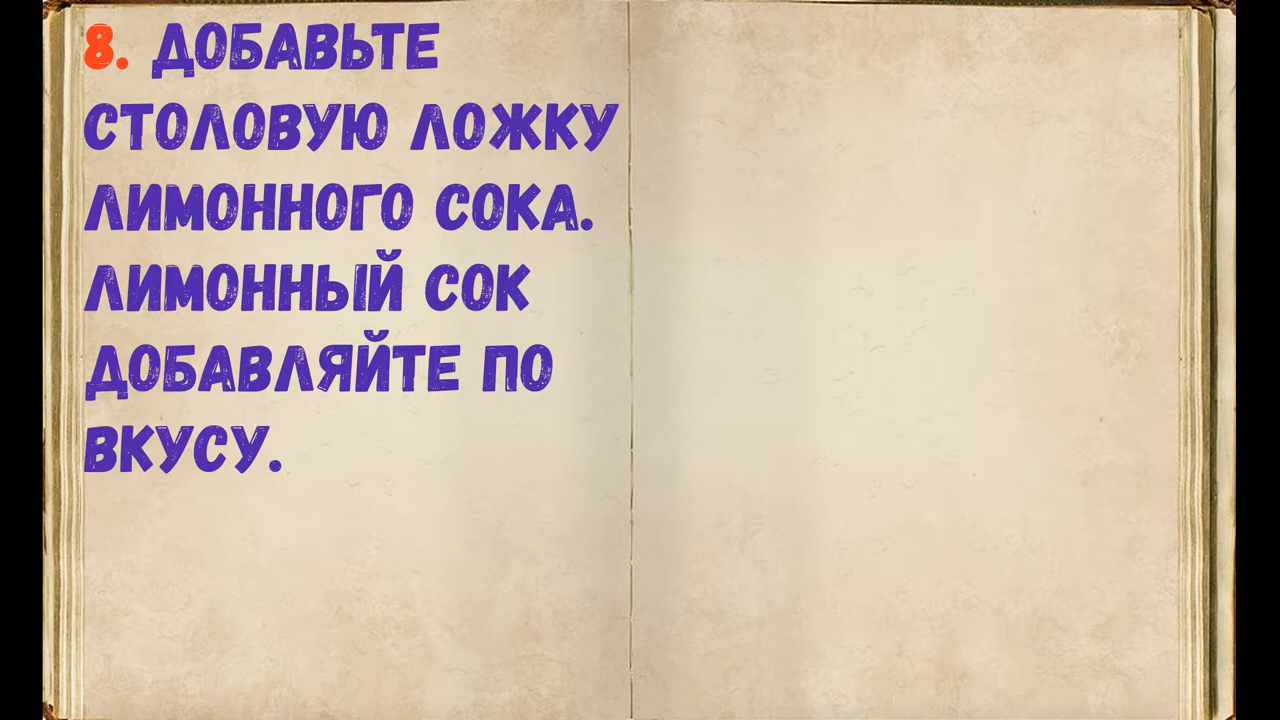 8. ДОБАВЬТЕ
СТОЛОВУЮ ЛОЖКУ
ЛИМОННОГО СОКА.
ЛИМОННЫЙ СОК
ДОБАВЛЯЙТЕ ПО
ВКУСУ.